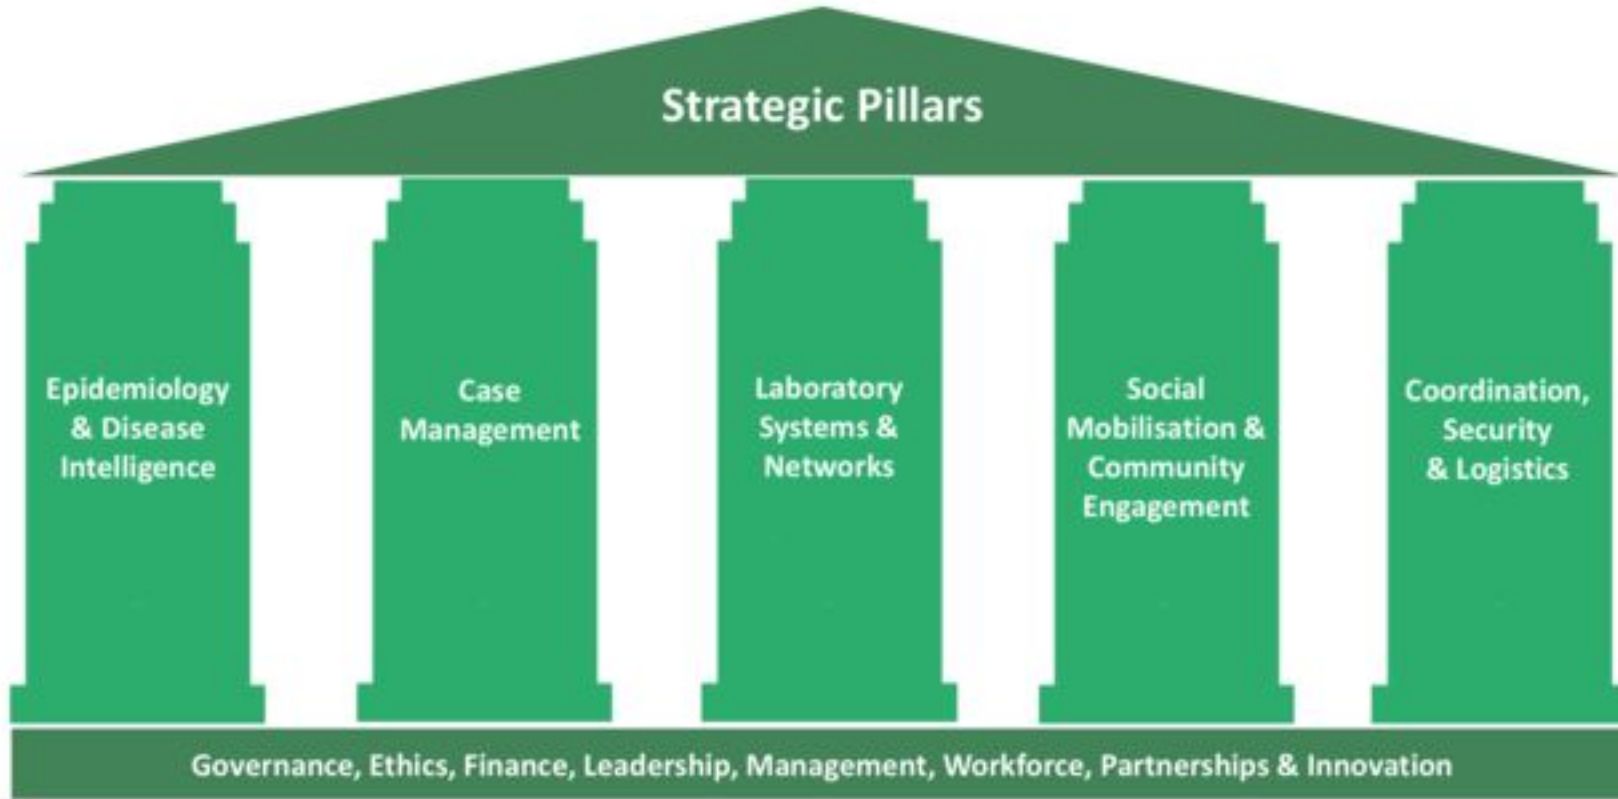 Strategic Pillars
Epidemiology
& Disease
Intelligence
Case
Management
Laboratory
Systems &
Networks
Social
Mobilisation &
Community
Engagement
Coordination,
Security
& Logistics
Governance, Ethics, Finance, Leadership, Management, Workforce, Partnerships & Innovation